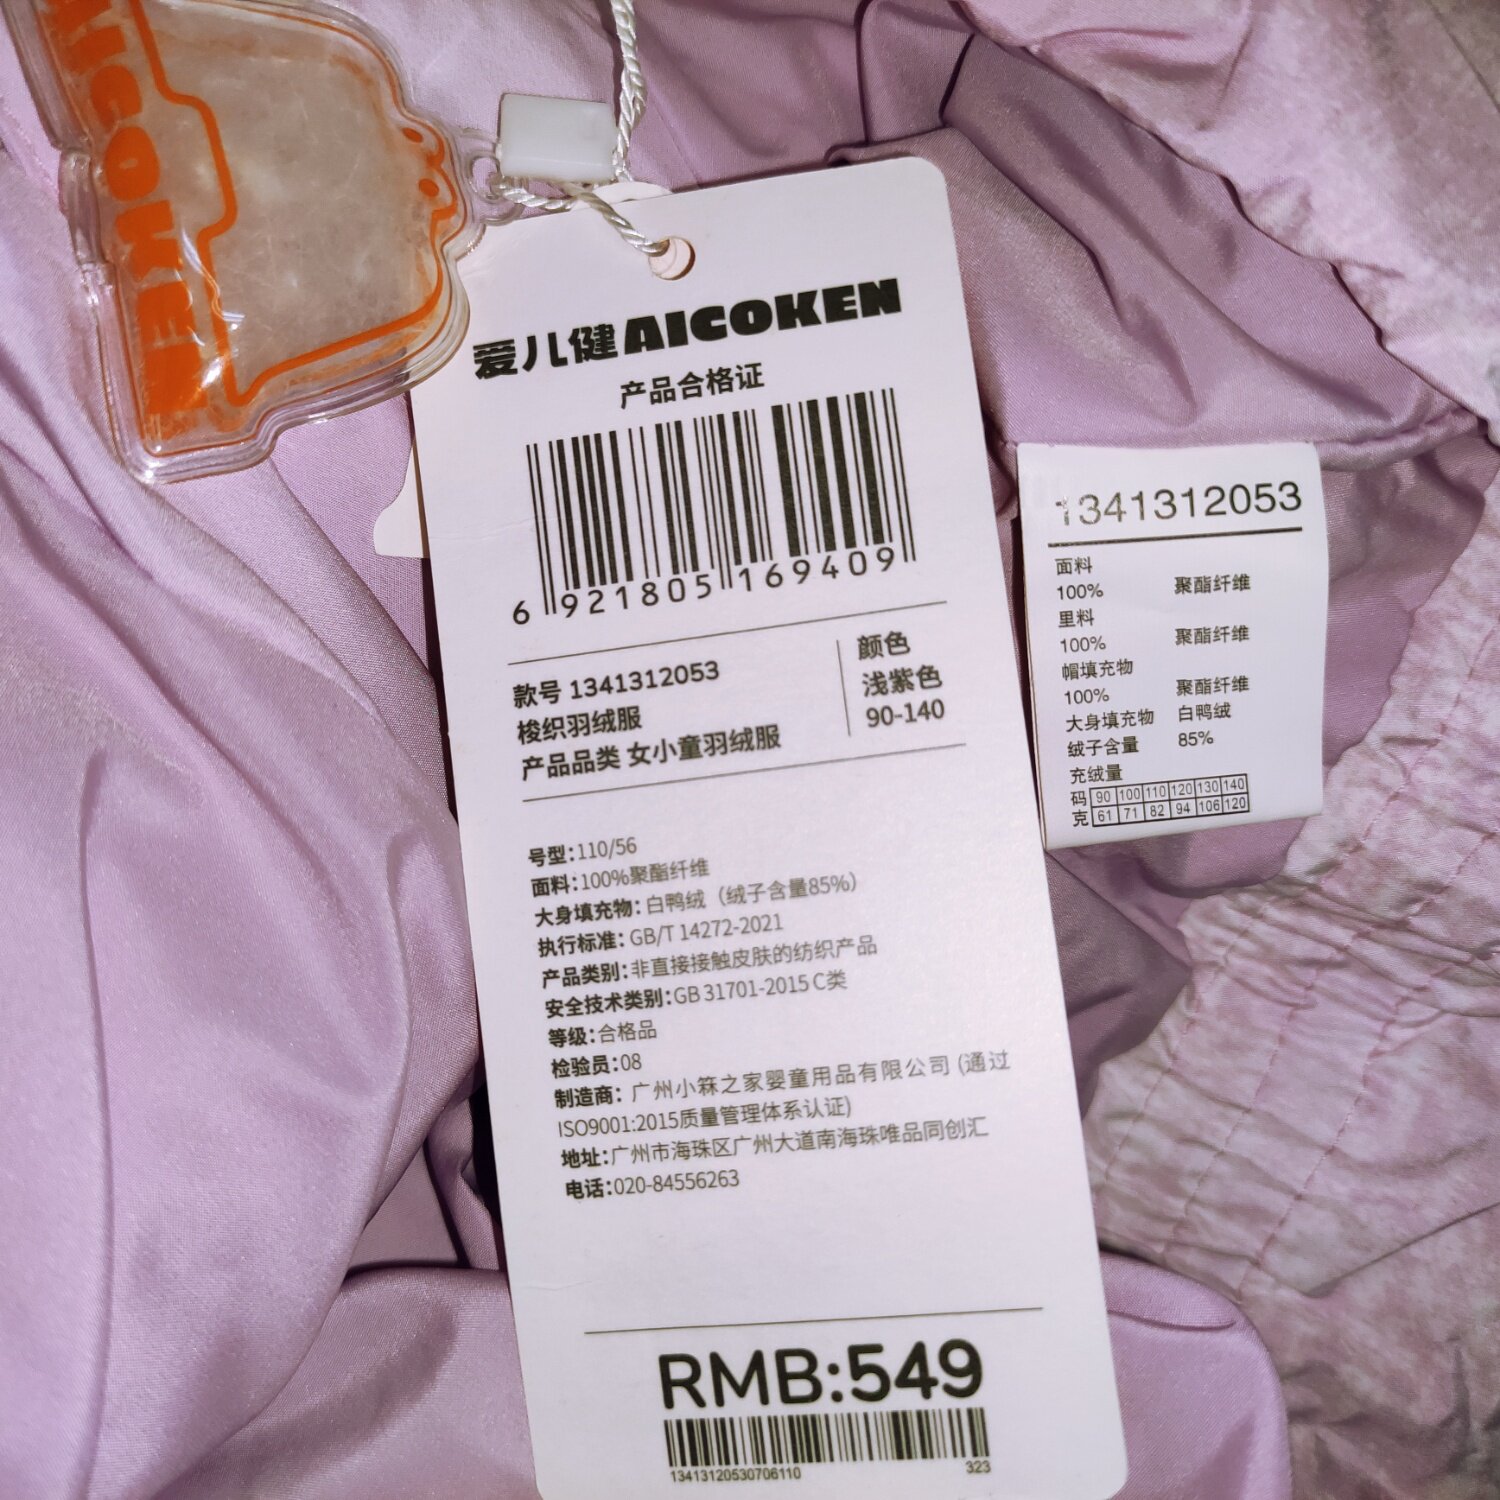 AICOKEN
爱儿健AICOKEN
产品合格证
6 921805 169409
款号 1341312053
梭织羽绒服
产品品类 女小童羽绒服
颜色
浅紫色
90-140
号型:110/56
面料:100%聚酯纤维
大身填充物:白鸭绒（绒子含量85%）
执行标准:GB/T 14272-2021
产品类别:非直接接触皮肤的纺织产品
安全技术类别:GB 31701-2015 C类
等级:合格品
检验员:08
制造商: 广州小箖之家婴童用品有限公司 (通过
ISO9001:2015质量管理体系认证)
地址:广州市海珠区广州大道南海珠唯品同创汇
电话:020-84556263
RMB:549
13413120530706110 323
1341312053
面料
100% 聚酯纤维
里料
100% 聚酯纤维
帽填充物
100% 聚酯纤维
大身填充物 白鸭绒
绒子含量 85%
充绒量
码 90 100 110 120 130 140
克 61 71 82 94 106 120